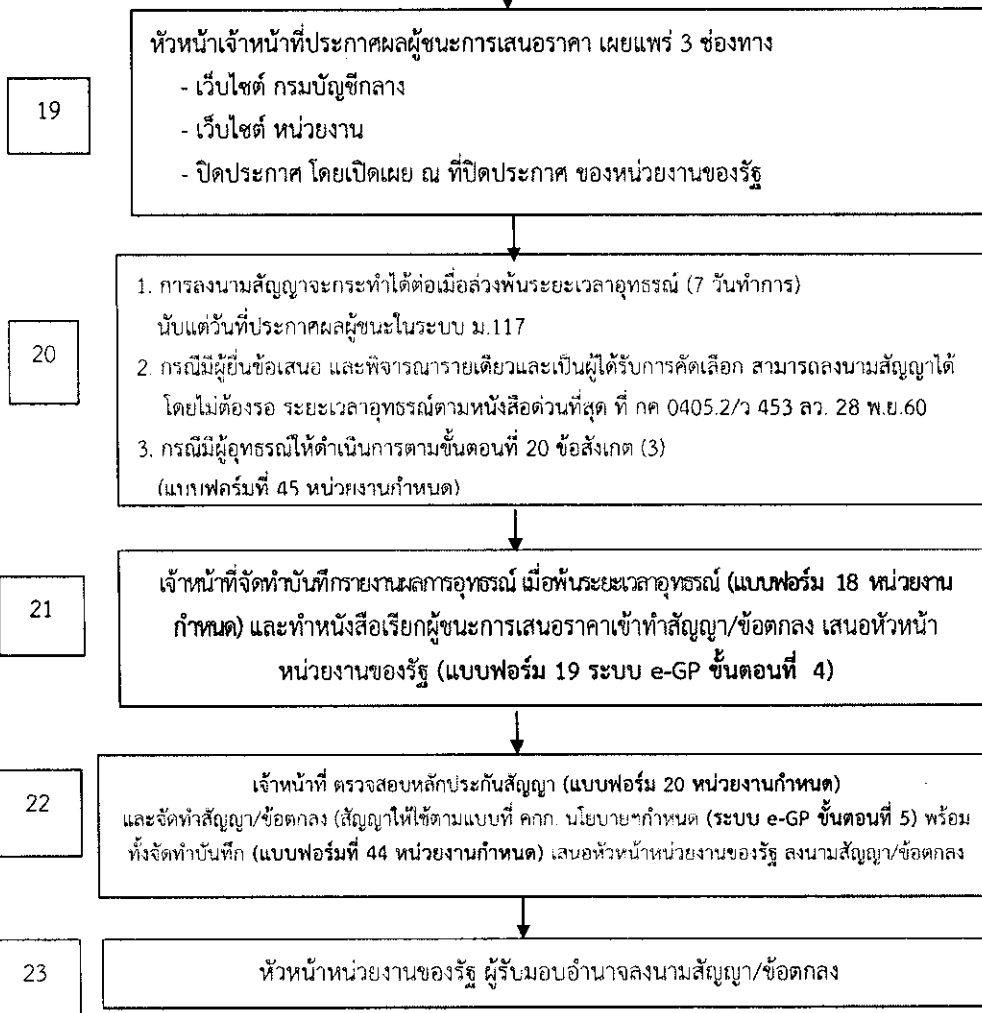 19
หัวหน้าเจ้าหน้าที่ประกาศผลผู้ชนะการเสนอราคา เผยแพร่ 3 ช่องทาง
- เว็บไซต์ กรมบัญชีกลาง
- เว็บไซต์ หน่วยงาน
- ปิดประกาศ โดยเปิดเผย ณ ที่ปิดประกาศ ของหน่วยงานของรัฐ
20
1. การลงนามสัญญาจะกระทำได้ต่อเมื่อล่วงพ้นระยะเวลาอุทธรณ์ (7 วันทำการ)
นับแต่วันที่ประกาศผลผู้ชนะในระบบ ม.117
2. กรณีมีผู้ยื่นข้อเสนอ และพิจารณารายเดียวและเป็นผู้ได้รับการคัดเลือก สามารถลงนามสัญญาได้
โดยไม่ต้องรอ ระยะเวลาอุทธรณ์ตามหนังสือด่วนที่สุด ที่ กค 0405.2/ว 453 ลว. 28 พ.ย.60
3. กรณีมีผู้อุทธรณ์ให้ดำเนินการตามขั้นตอนที่ 20 ข้อสังเกต (3)
(แบบฟอร์มที่ 45 หน่วยงานกำหนด)
21
เจ้าหน้าที่จัดทำบันทึกรายงานผลการอุทธรณ์ เมื่อพ้นระยะเวลาอุทธรณ์ (แบบฟอร์ม 18 หน่วยงาน
กำหนด) และทำหนังสือเรียกผู้ชนะการเสนอราคาเข้าทำสัญญา/ข้อตกลง เสนอหัวหน้า
หน่วยงานของรัฐ (แบบฟอร์ม 19 ระบบ e-GP ขั้นตอนที่ 4)
22
เจ้าหน้าที่ ตรวจสอบหลักประกันสัญญา (แบบฟอร์ม 20 หน่วยงานกำหนด)
และจัดทำสัญญา/ข้อตกลง (สัญญาให้ใช้ตามแบบที่ คกก. นโยบายฯกำหนด (ระบบ e-GP ขั้นตอนที่ 5) พร้อม
ทั้งจัดทำบันทึก (แบบฟอร์มที่ 44 หน่วยงานกำหนด) เสนอหัวหน้าหน่วยงานของรัฐ ลงนามสัญญา/ข้อตกลง
23
หัวหน้าหน่วยงานของรัฐ ผู้รับมอบอำนาจลงนามสัญญา/ข้อตกลง